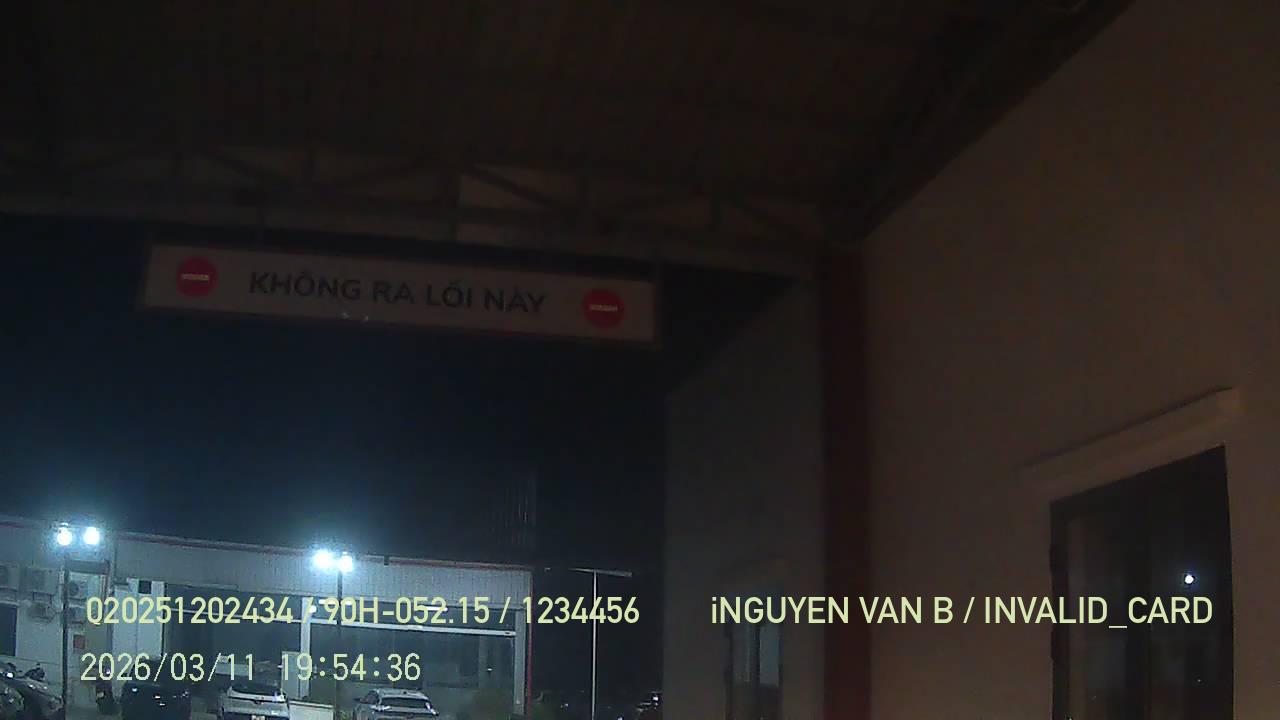 KHÔNG RA LỐI NÀY
Q20251202434 / 90H-052.15 / 1234456 iNGUYEN VAN B / INVALID_CARD
2026/03/11 19:54:36